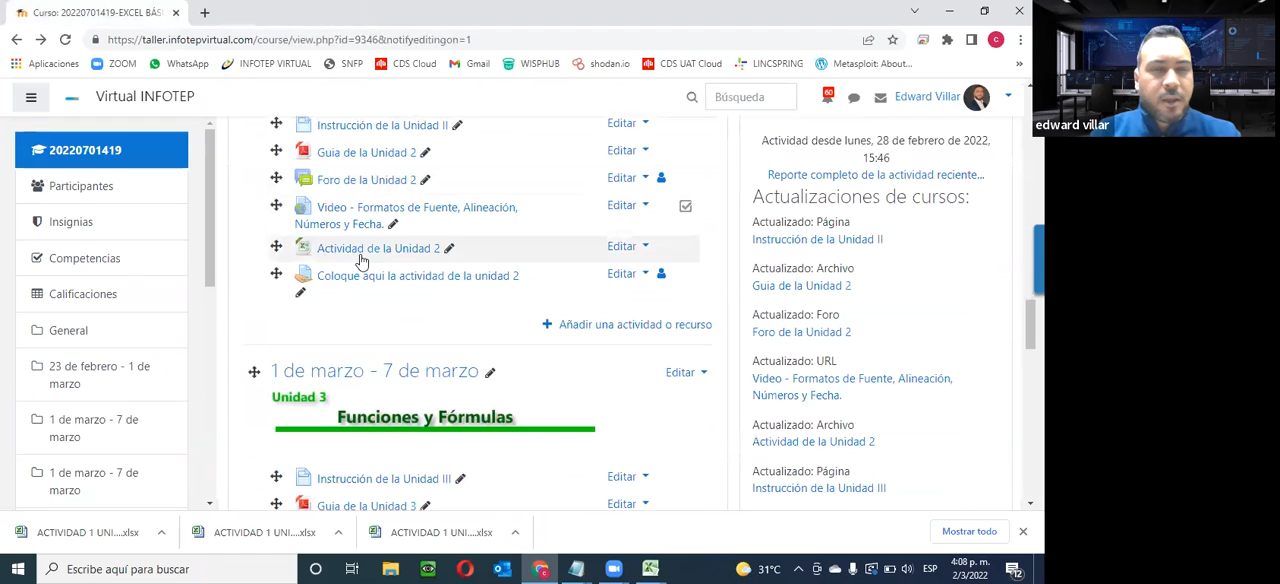 Curso: 20220701419-EXCEL BÁS
https://taller.infotepvirtual.com/course/view.php?id=9346&notifyeditingon=1
Aplicaciones ZOOM WhatsApp INFOTEP VIRTUAL SNFP CDS Cloud Gmail WISPHUB shodan.io CDS UAT Cloud LINCSPRING Metasploit: About... »
Virtual INFOTEP
Búsqueda
60
Edward Villar
edward villar
20220701419
Participantes
Insignias
Competencias
Calificaciones
General
23 de febrero - 1 de
marzo
1 de marzo - 7 de
marzo
1 de marzo - 7 de
marzo
Instrucción de la Unidad II Editar
Guia de la Unidad 2 Editar
Foro de la Unidad 2 Editar
Video - Formatos de Fuente, Alineación, Editar
Números y Fecha.
Actividad de la Unidad 2 Editar
Coloque aqui la actividad de la unidad 2 Editar
Añadir una actividad o recurso
1 de marzo - 7 de marzo Editar
Unidad 3
Funciones y Fórmulas
Instrucción de la Unidad III Editar
Guia de la Unidad 3 Editar
Actividad desde lunes, 28 de febrero de 2022,
15:46
Reporte completo de la actividad reciente...
Actualizaciones de cursos:
Actualizado: Página
Instrucción de la Unidad II
Actualizado: Archivo
Guia de la Unidad 2
Actualizado: Foro
Foro de la Unidad 2
Actualizado: URL
Video - Formatos de Fuente, Alineación,
Números y Fecha.
Actualizado: Archivo
Actividad de la Unidad 2
Actualizado: Página
Instrucción de la Unidad III
ACTIVIDAD 1 UNI....xlsx ACTIVIDAD 1 UNI....xlsx ACTIVIDAD 1 UNI....xlsx Mostrar todo
Escribe aquí para buscar
31°C
ESP
4:08 p. m.
2/3/2022
12